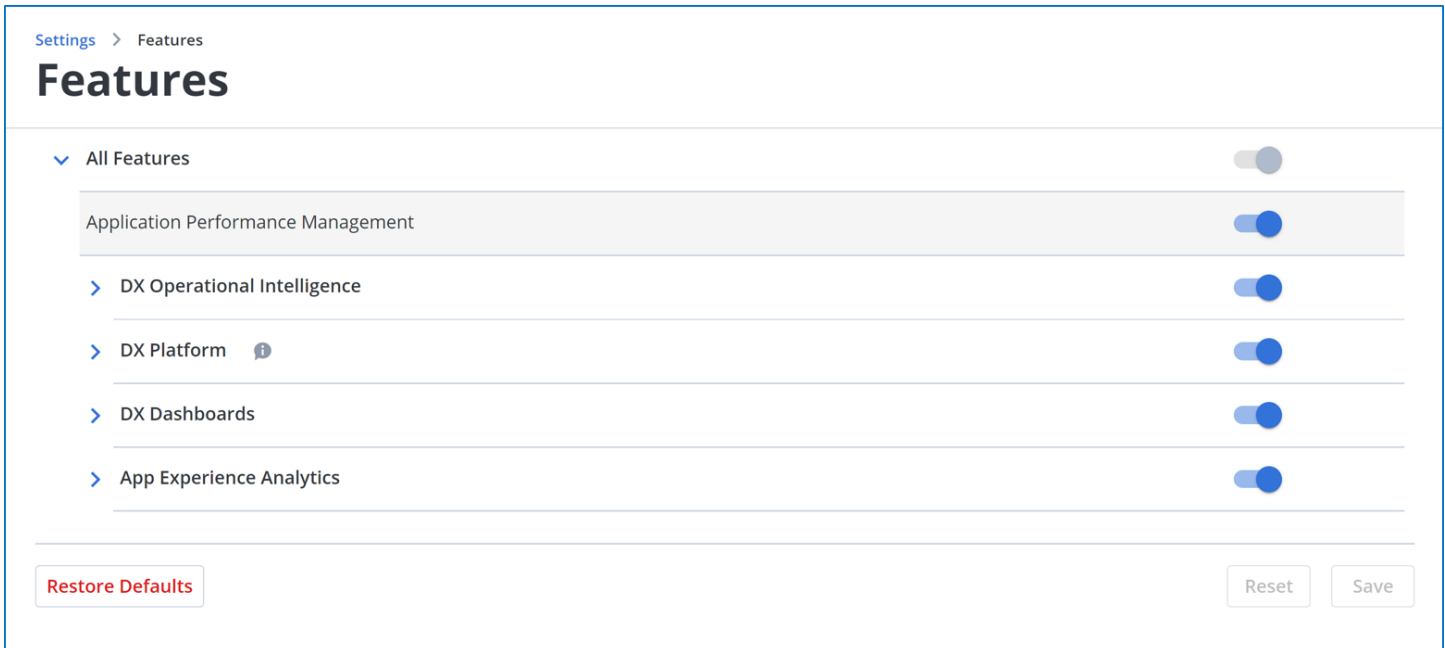 Settings > Features
Features
All Features
Application Performance Management
DX Operational Intelligence
DX Platform
DX Dashboards
App Experience Analytics
Restore Defaults
Reset
Save